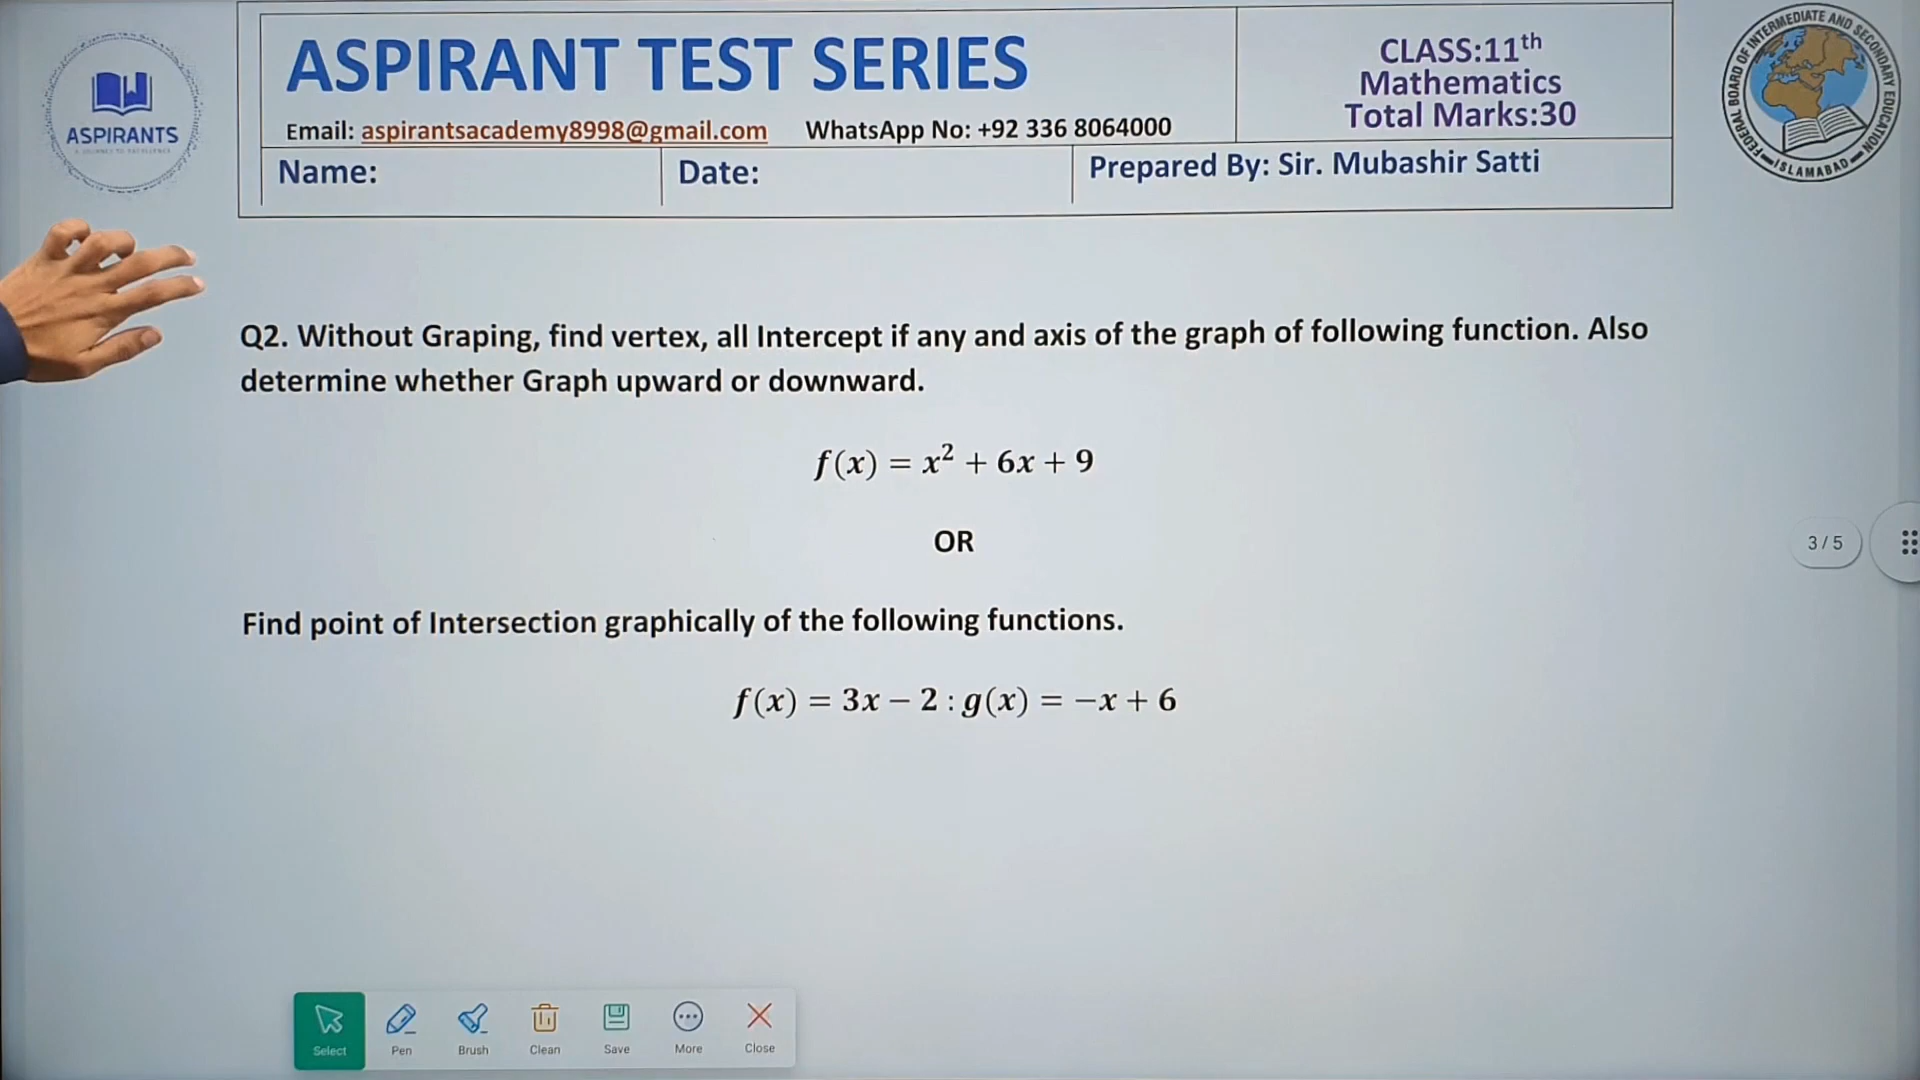 ASPIRANT TEST SERIES
Email: aspirantsacademy8998@gmail.com WhatsApp No: +92 336 8064000
CLASS:11th
Mathematics
Total Marks:30
Name: Date: Prepared By: Sir. Mubashir Satti
ASPIRANTS
FEDERAL BOARD OF INTERMEDIATE AND SECONDARY EDUCATION
ISLAMABAD
Q2. Without Graping, find vertex, all Intercept if any and axis of the graph of following function. Also
determine whether Graph upward or downward.
f(x) = x² + 6x + 9
OR
3/5
Find point of Intersection graphically of the following functions.
f(x) = 3x − 2 : g(x) = −x + 6
Select Pen Brush Clean Save More Close